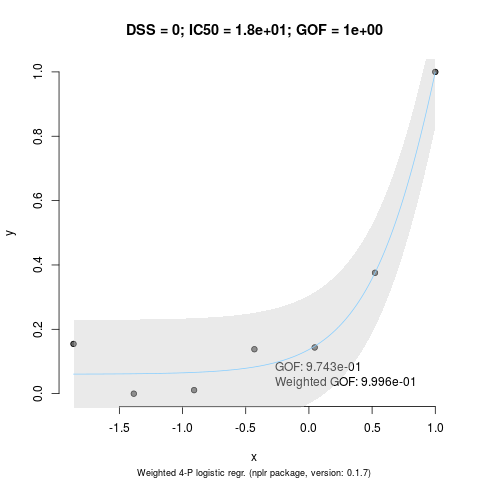 DSS = 0; IC50 = 1.8e+01; GOF = 1e+00
1.0
0.8
0.6
y
0.4
0.2
0.0
GOF: 9.743e-01
Weighted GOF: 9.996e-01
-1.5 -1.0 -0.5 0.0 0.5 1.0
x
Weighted 4-P logistic regr. (nplr package, version: 0.1.7)